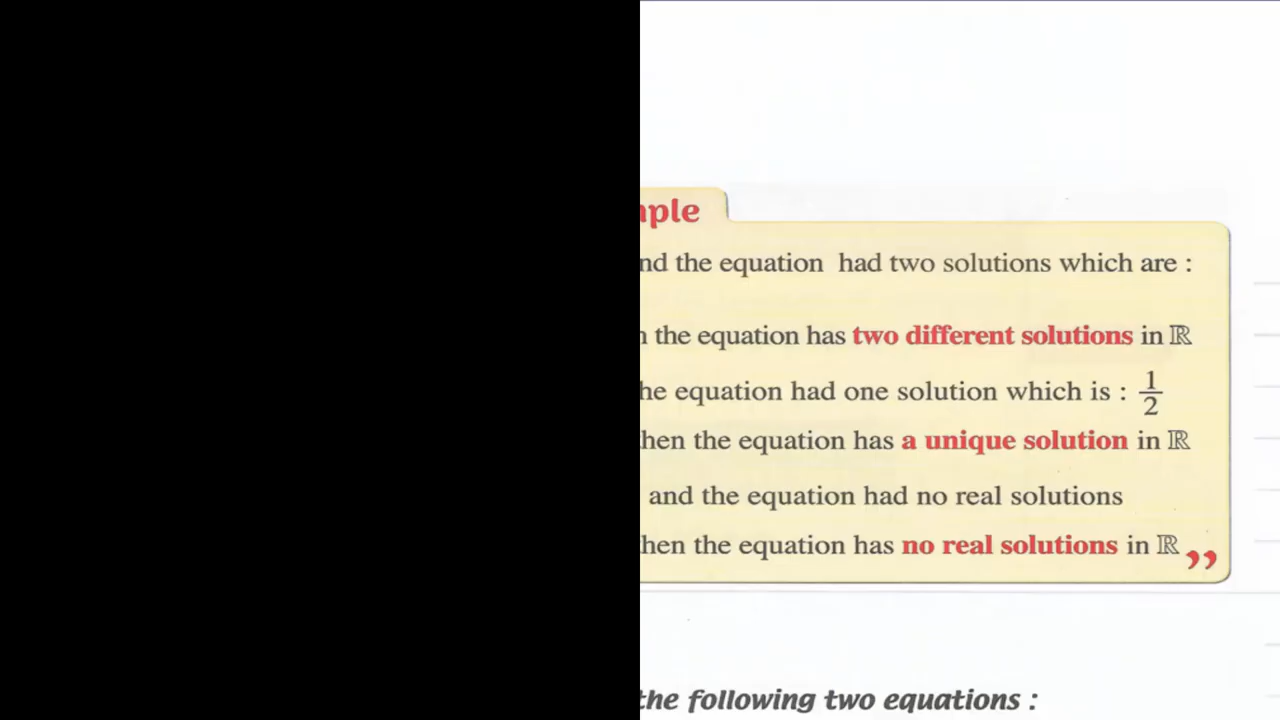 mple
nd the equation had two solutions which are :
the equation has two different solutions in ℝ
he equation had one solution which is : 1/2
hen the equation has a unique solution in ℝ
and the equation had no real solutions
hen the equation has no real solutions in ℝ ”
the following two equations :